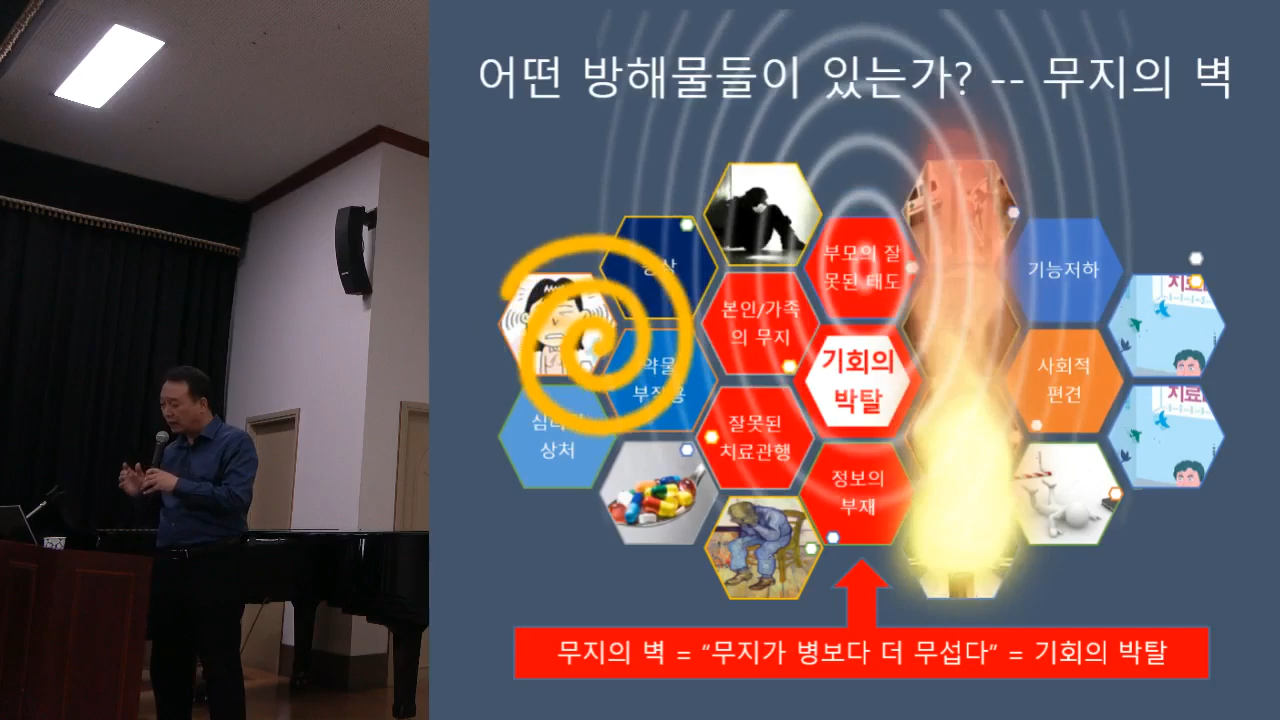 어떤 방해물들이 있는가? -- 무지의 벽
부모의 잘
못된 태도
기능저하
본인/가족
의 무지
기회의
박탈
약물
사회적
편견
상처
잘못된
치료관행
정보의
부재
무지의 벽 = “무지가 병보다 더 무섭다” = 기회의 박탈